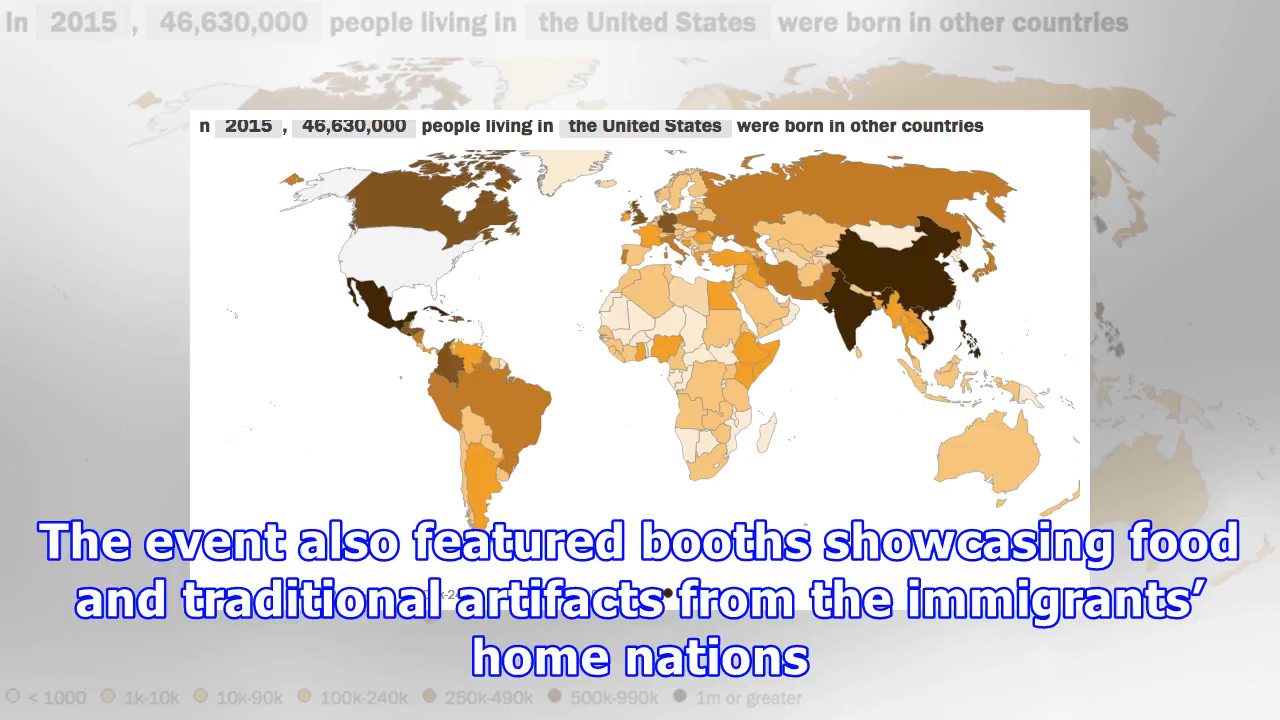 In 2015 , 46,630,000 people living in the United States were born in other countries
n 2015 , 46,630,000 people living in the United States were born in other countries
The event also featured booths showcasing food
and traditional artifacts from the immigrants’
home nations
< 1000 1k-10k 10k-90k 100k-240k 250k-490k 500k-990k 1m or greater